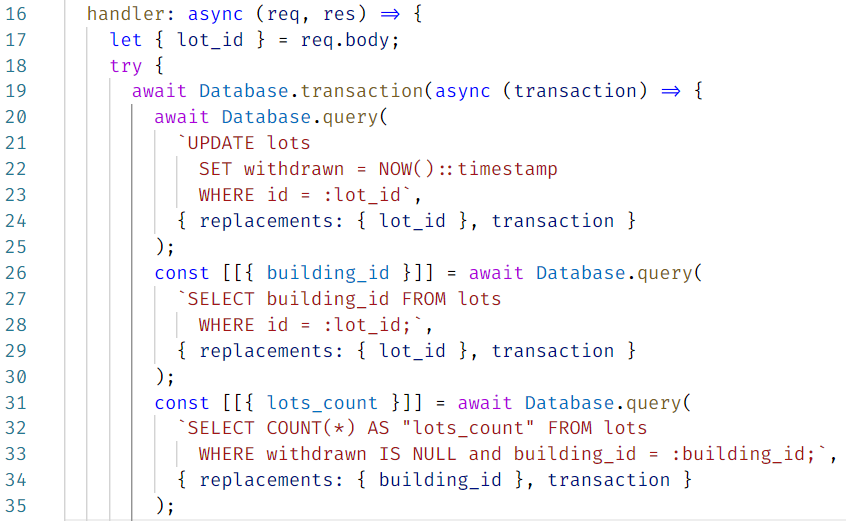 16 handler: async (req, res) => {
17 let { lot_id } = req.body;
18 try {
19 await Database.transaction(async (transaction) => {
20 await Database.query(
21 `UPDATE lots
22 SET withdrawn = NOW()::timestamp
23 WHERE id = :lot_id`,
24 { replacements: { lot_id }, transaction }
25 );
26 const [[{ building_id }]] = await Database.query(
27 `SELECT building_id FROM lots
28 WHERE id = :lot_id;`,
29 { replacements: { lot_id }, transaction }
30 );
31 const [[{ lots_count }]] = await Database.query(
32 `SELECT COUNT(*) AS "lots_count" FROM lots
33 WHERE withdrawn IS NULL and building_id = :building_id;`,
34 { replacements: { building_id }, transaction }
35 );